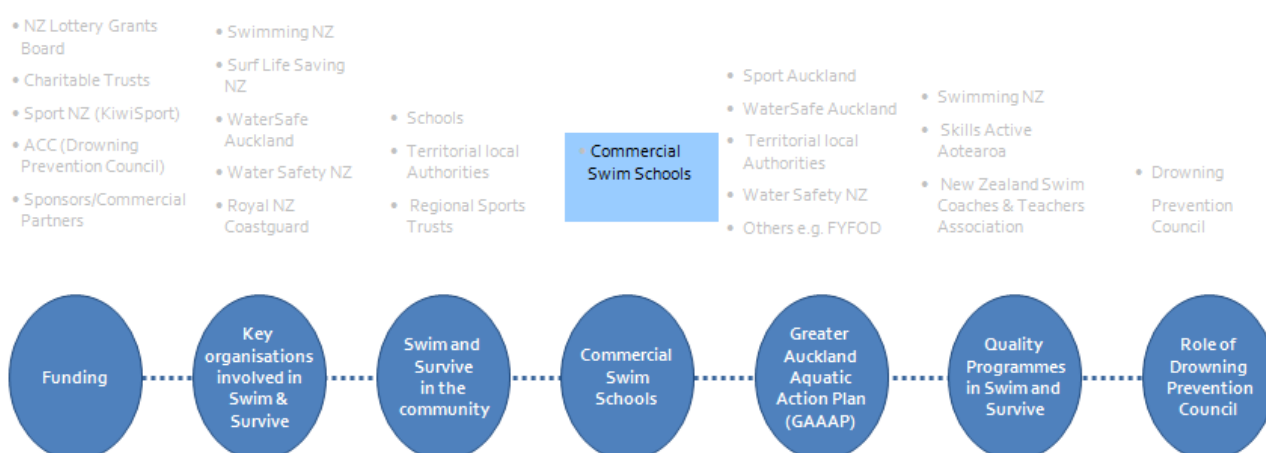 • NZ Lottery Grants
Board
• Charitable Trusts
• Sport NZ (KiwiSport)
• ACC (Drowning
Prevention Council)
• Sponsors/Commercial
Partners
• Swimming NZ
• Surf Life Saving
NZ
• WaterSafe
Auckland
• Water Safety NZ
• Royal NZ
Coastguard
• Schools
• Territorial local
Authorities
• Regional Sports
Trusts
• Commercial
Swim Schools
• Sport Auckland
• WaterSafe Auckland
• Territorial local
Authorities
• Water Safety NZ
• Others e.g. FYFOD
• Swimming NZ
• Skills Active
Aotearoa
• New Zealand Swim
Coaches & Teachers
Association
• Drowning
Prevention
Council
Funding
Key
organisations
involved in
Swim &
Survive
Swim and
Survive
in the
community
Commercial
Swim
Schools
Greater
Auckland
Aquatic
Action Plan
(GAAAP)
Quality
Programmes
in Swim and
Survive
Role of
Drowning
Prevention
Council